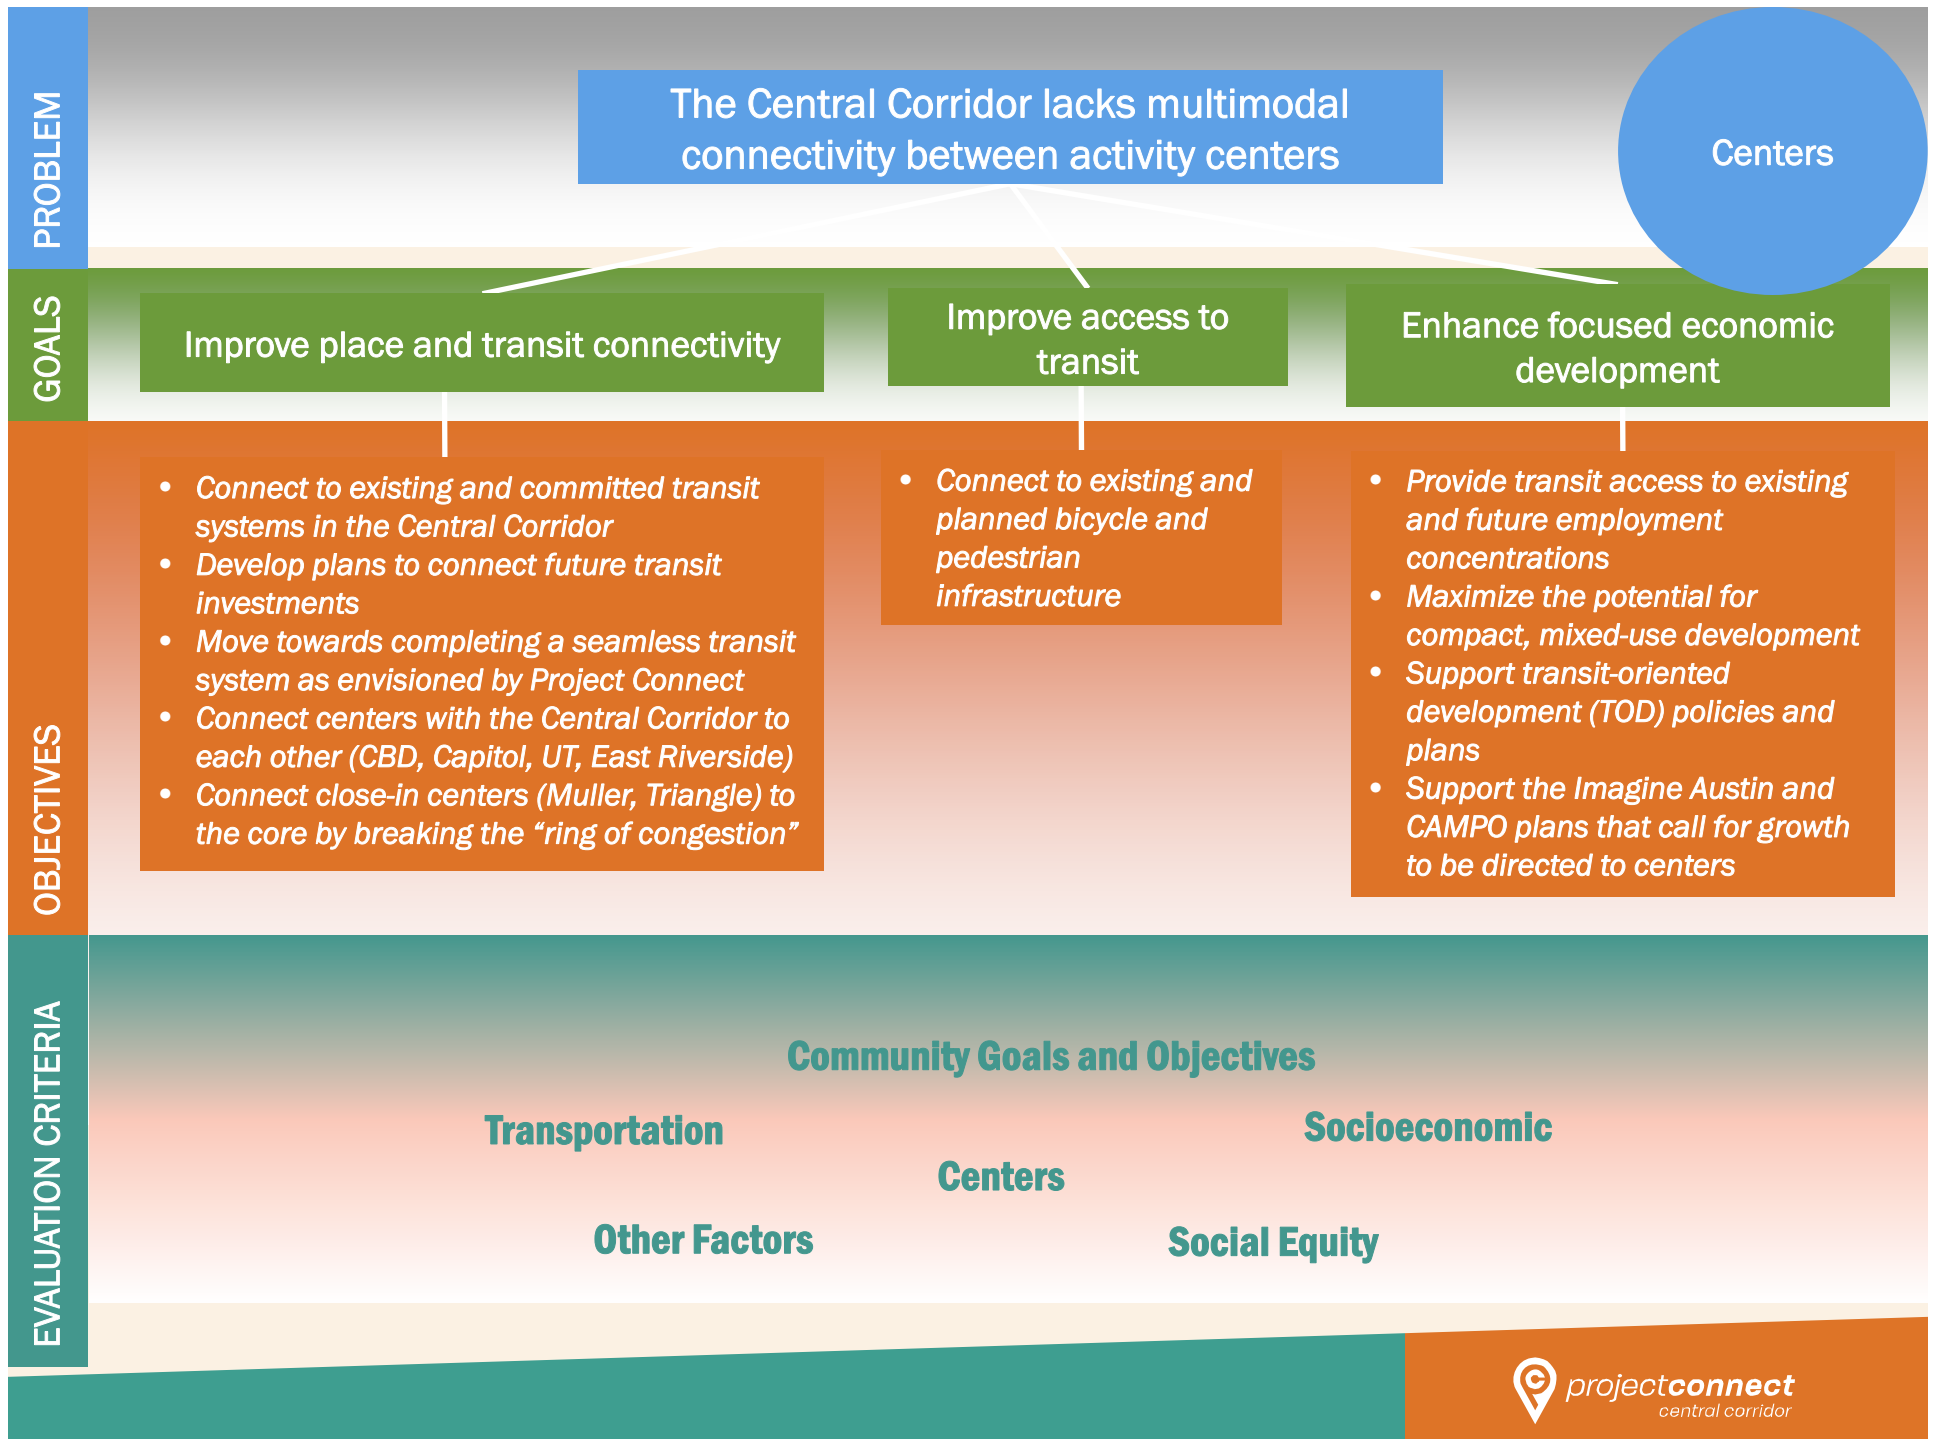 PROBLEM
The Central Corridor lacks multimodal
connectivity between activity centers
Centers
GOALS
Improve place and transit connectivity
Improve access to
transit
Enhance focused economic
development
OBJECTIVES
• Connect to existing and committed transit
systems in the Central Corridor
• Develop plans to connect future transit
investments
• Move towards completing a seamless transit
system as envisioned by Project Connect
• Connect centers with the Central Corridor to
each other (CBD, Capitol, UT, East Riverside)
• Connect close-in centers (Muller, Triangle) to
the core by breaking the “ring of congestion”
• Connect to existing and
planned bicycle and
pedestrian
infrastructure
• Provide transit access to existing
and future employment
concentrations
• Maximize the potential for
compact, mixed-use development
• Support transit-oriented
development (TOD) policies and
plans
• Support the Imagine Austin and
CAMPO plans that call for growth
to be directed to centers
EVALUATION CRITERIA
Community Goals and Objectives
Transportation
Socioeconomic
Centers
Other Factors
Social Equity
projectconnect
central corridor